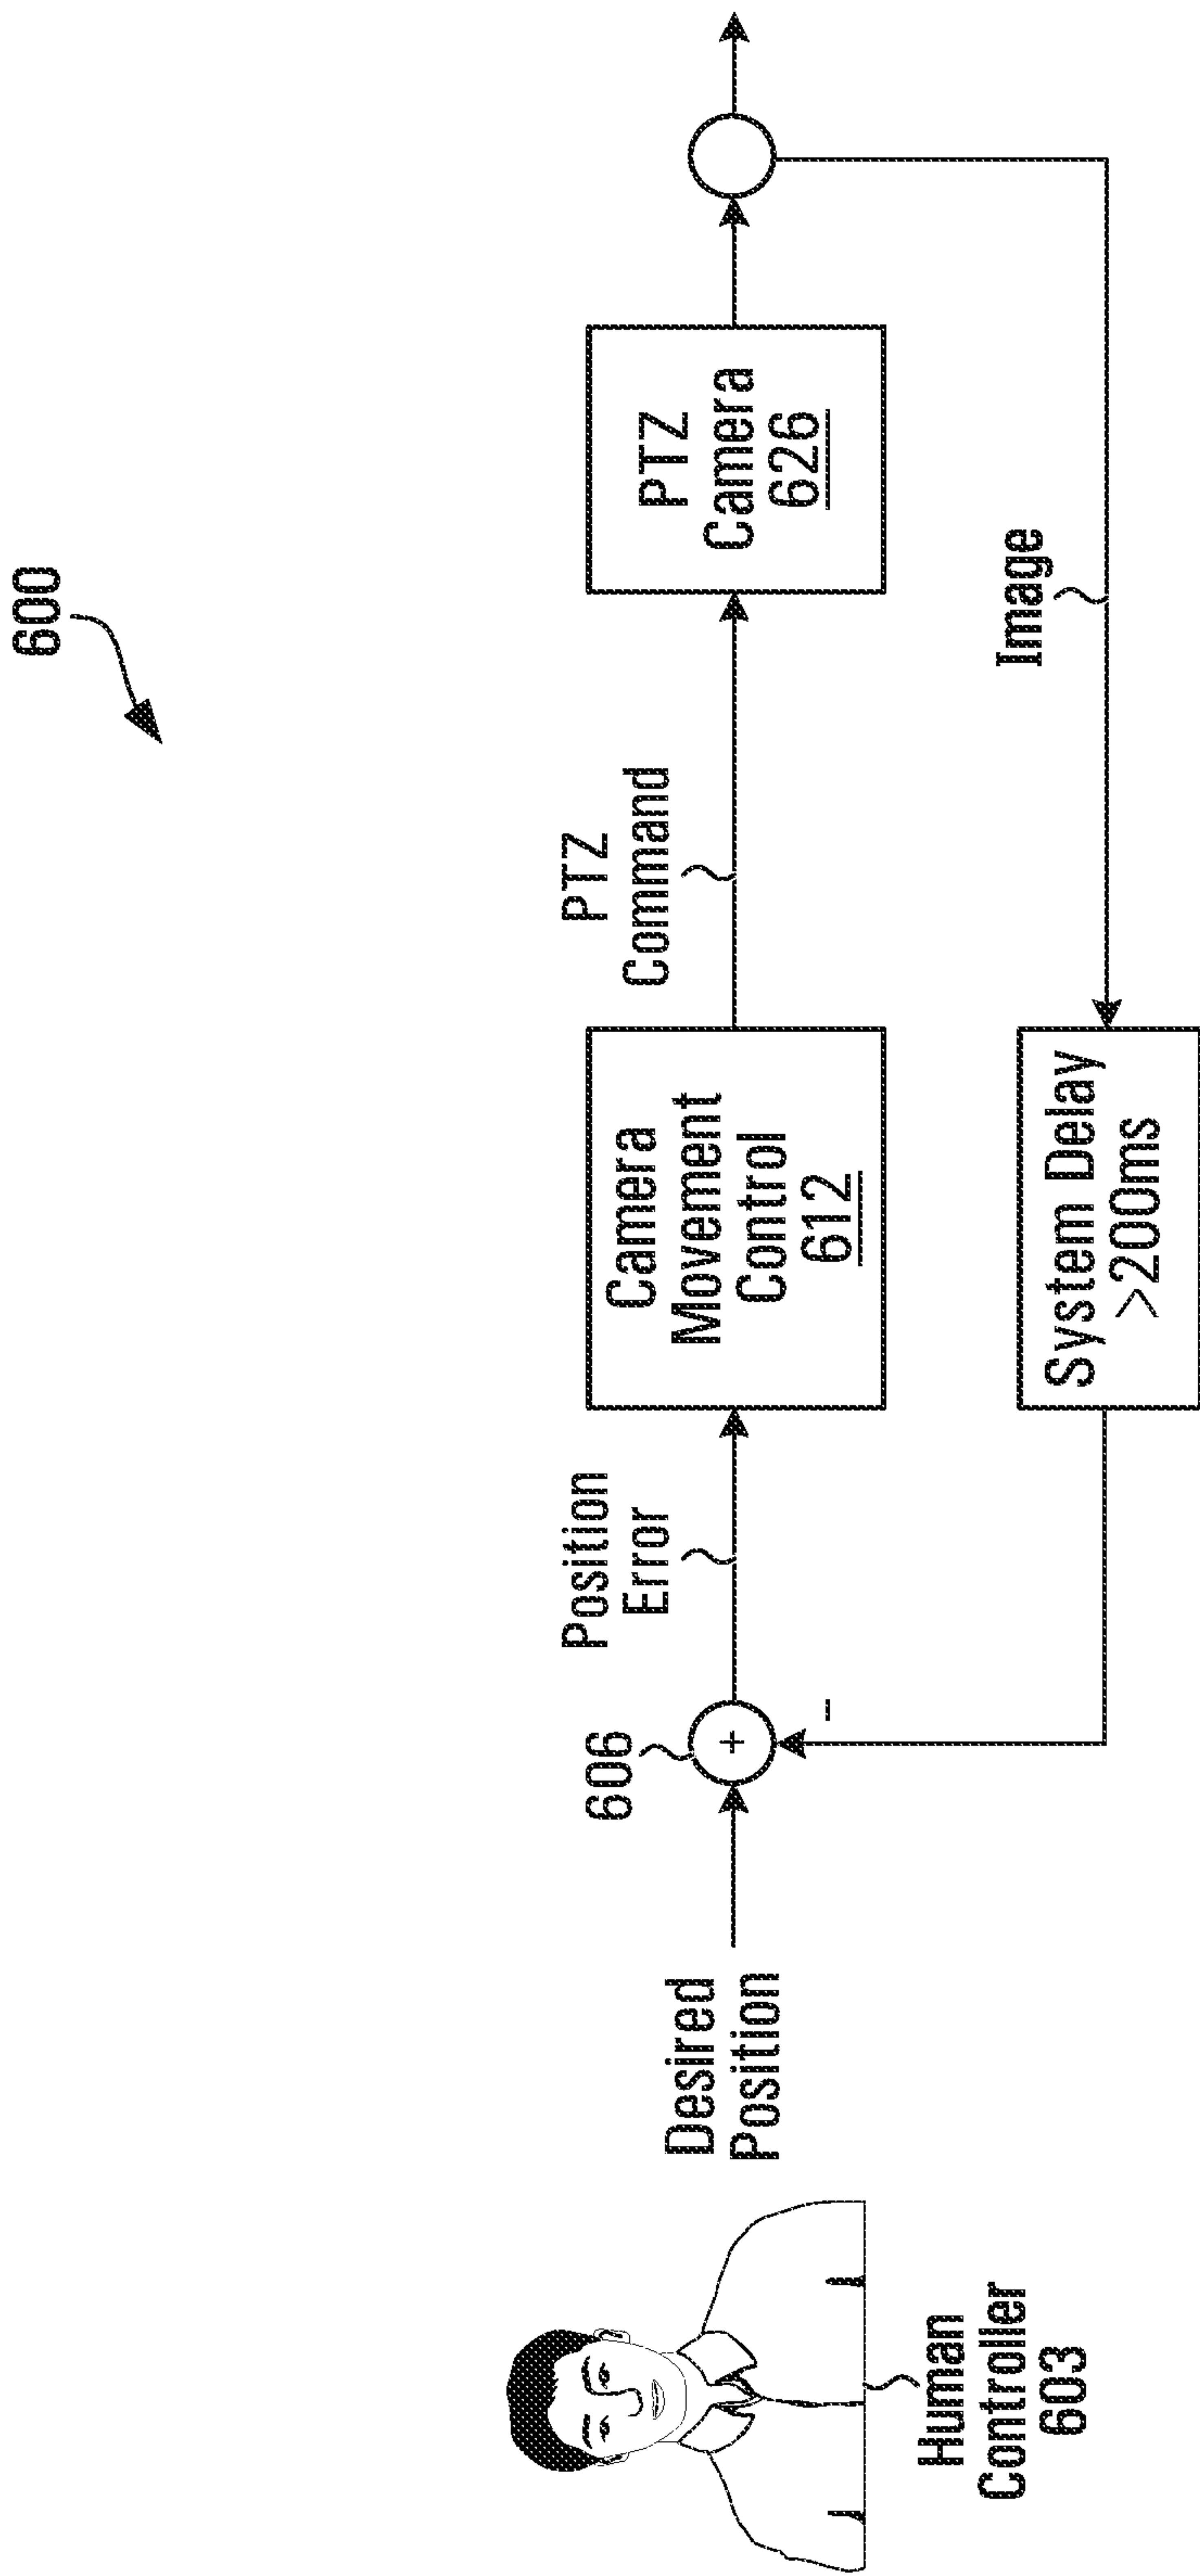 600
Human
Controller
603
Desired
Position
606
+
-
Position
Error
Camera
Movement
Control
612
PTZ
Command
PTZ
Camera
626
Image
System Delay
>200ms